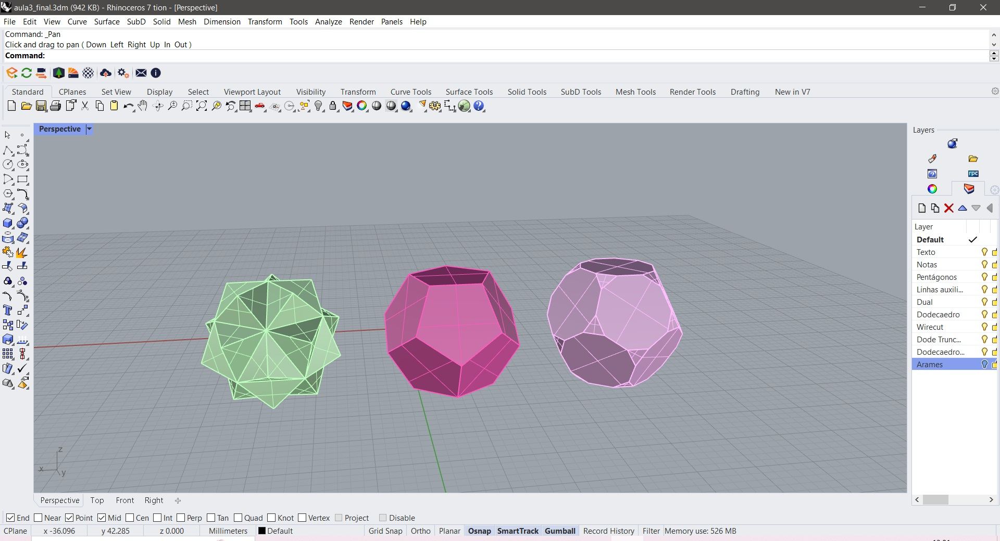 aula3_final.3dm (942 KB) - Rhinoceros 7 tion - [Perspective]
File Edit View Curve Surface SubD Solid Mesh Dimension Transform Tools Analyze Render Panels Help
Command: _Pan
Click and drag to pan ( Down Left Right Up In Out )
Command:
Standard CPlanes Set View Display Select Viewport Layout Visibility Transform Curve Tools Surface Tools Solid Tools SubD Tools Mesh Tools Render Tools Drafting New in V7
Perspective
Layers
rpc
Layer
Default
Texto
Notas
Pentágonos
Linhas auxili...
Dual
Dodecaedro
Wirecut
Dode Trunc...
Dodecaedro...
Arames
z
x
y
Perspective Top Front Right
End Near Point Mid Cen Int Perp Tan Quad Knot Vertex Project Disable
CPlane x -36.096 y 42.285 z 0.000 Millimeters Default Grid Snap Ortho Planar Osnap SmartTrack Gumball Record History Filter Memory use: 526 MB